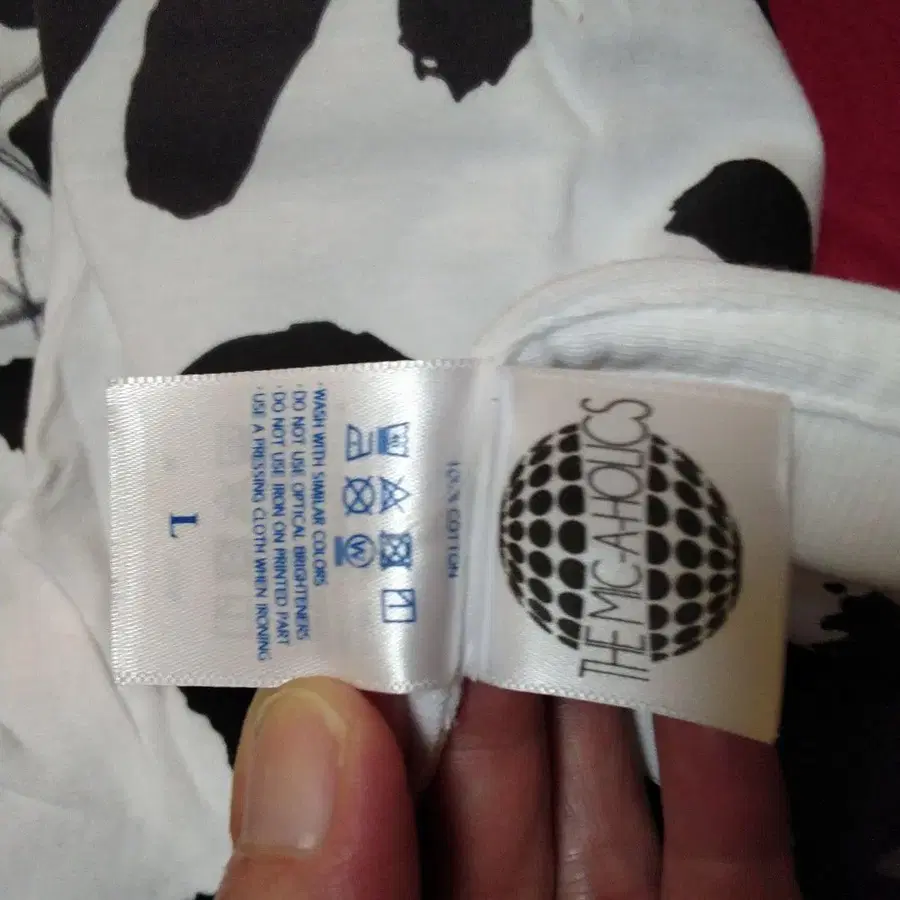 THE MIC-A-HOLICS
100% COTTON
W
· WASH WITH SIMILAR COLORS
· DO NOT USE OPTICAL BRIGHTENERS
· DO NOT USE IRON ON PRINTED PART
· USE A PRESSING CLOTH WHEN IRONING
L